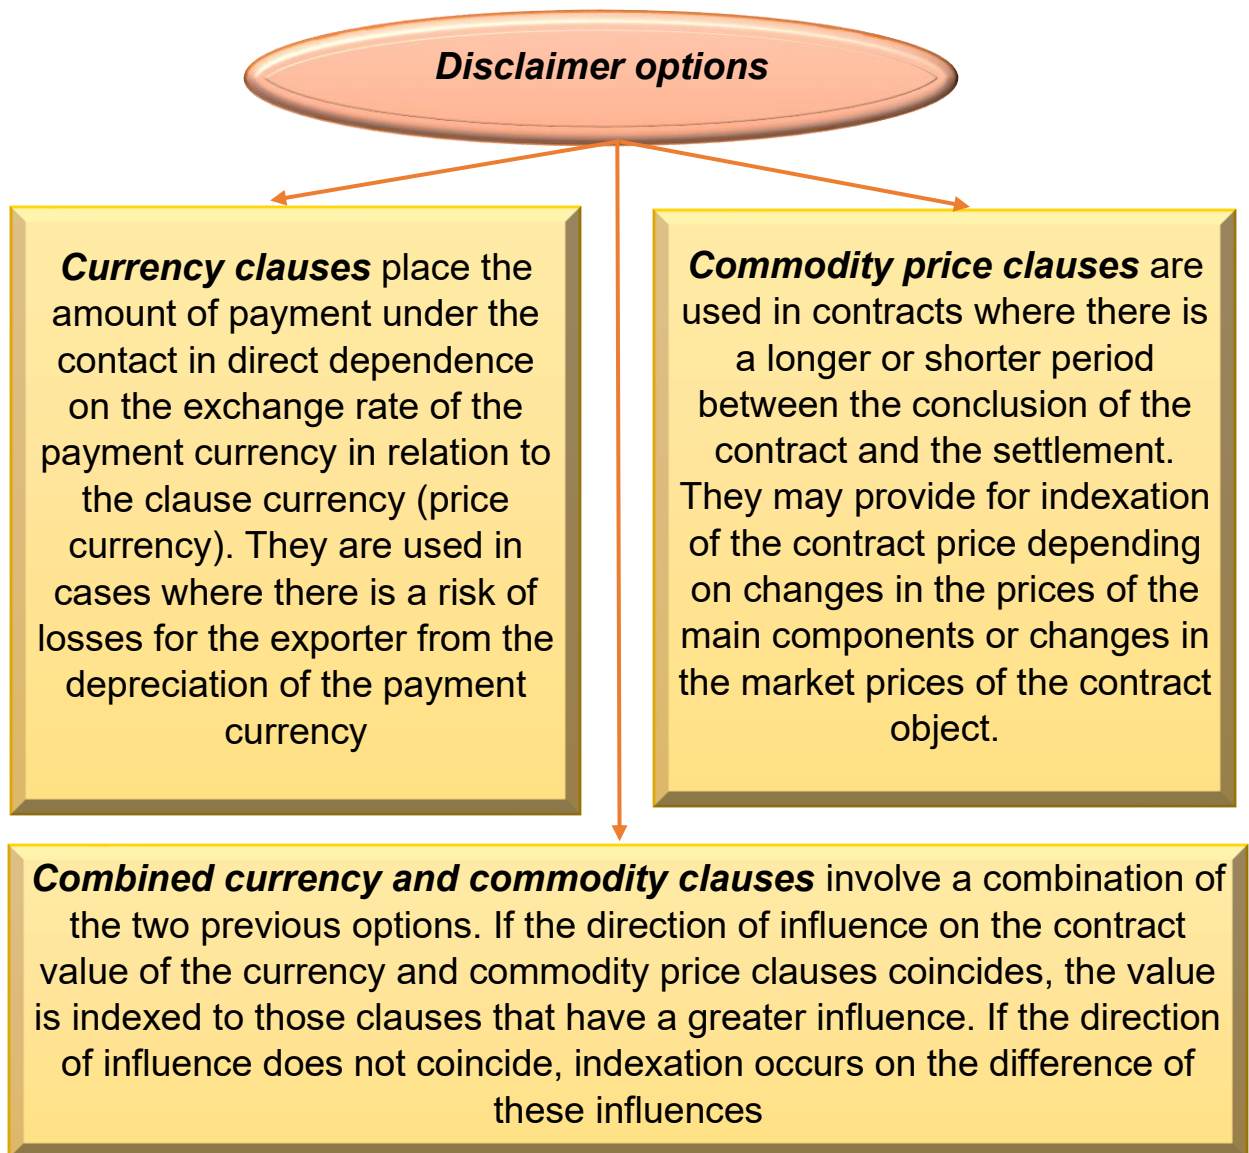 Disclaimer options
Currency clauses place the
amount of payment under the
contact in direct dependence
on the exchange rate of the
payment currency in relation to
the clause currency (price
currency). They are used in
cases where there is a risk of
losses for the exporter from the
depreciation of the payment
currency
Commodity price clauses are
used in contracts where there is
a longer or shorter period
between the conclusion of the
contract and the settlement.
They may provide for indexation
of the contract price depending
on changes in the prices of the
main components or changes in
the market prices of the contract
object.
Combined currency and commodity clauses involve a combination of
the two previous options. If the direction of influence on the contract
value of the currency and commodity price clauses coincides, the value
is indexed to those clauses that have a greater influence. If the direction
of influence does not coincide, indexation occurs on the difference of
these influences